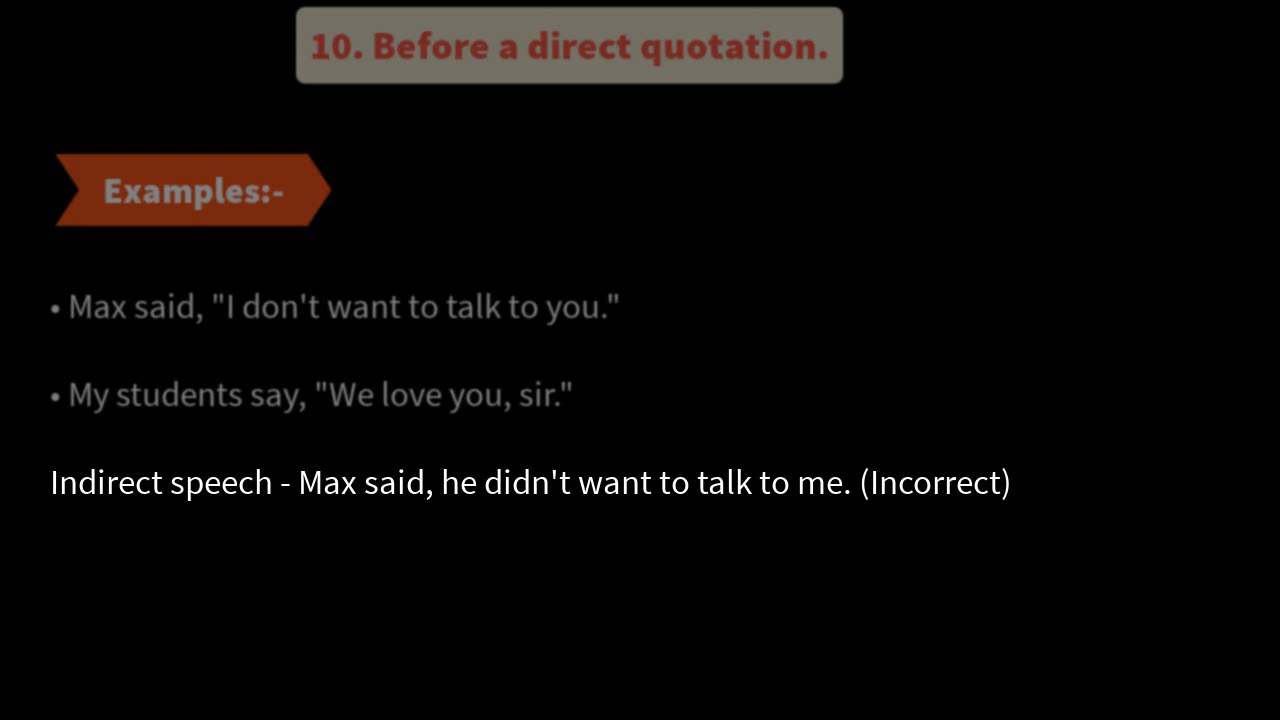 10. Before a direct quotation.
Examples:-
• Max said, "I don't want to talk to you."
• My students say, "We love you, sir."
Indirect speech - Max said, he didn't want to talk to me. (Incorrect)